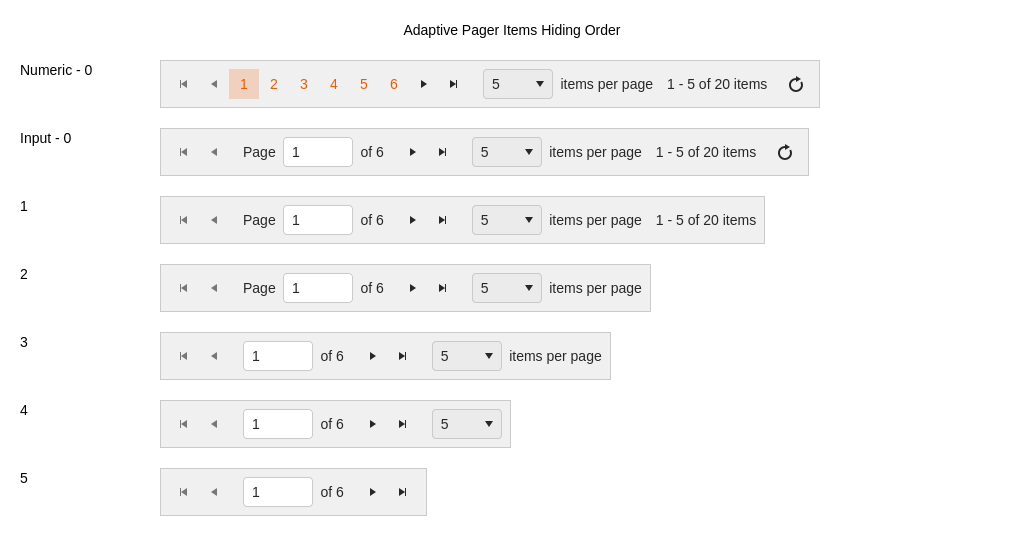 Adaptive Pager Items Hiding Order
Numeric - 0
1 2 3 4 5 6 5 items per page 1 - 5 of 20 items
Input - 0
Page 1 of 6 5 items per page 1 - 5 of 20 items
1
Page 1 of 6 5 items per page 1 - 5 of 20 items
2
Page 1 of 6 5 items per page
3
1 of 6 5 items per page
4
1 of 6 5
5
1 of 6